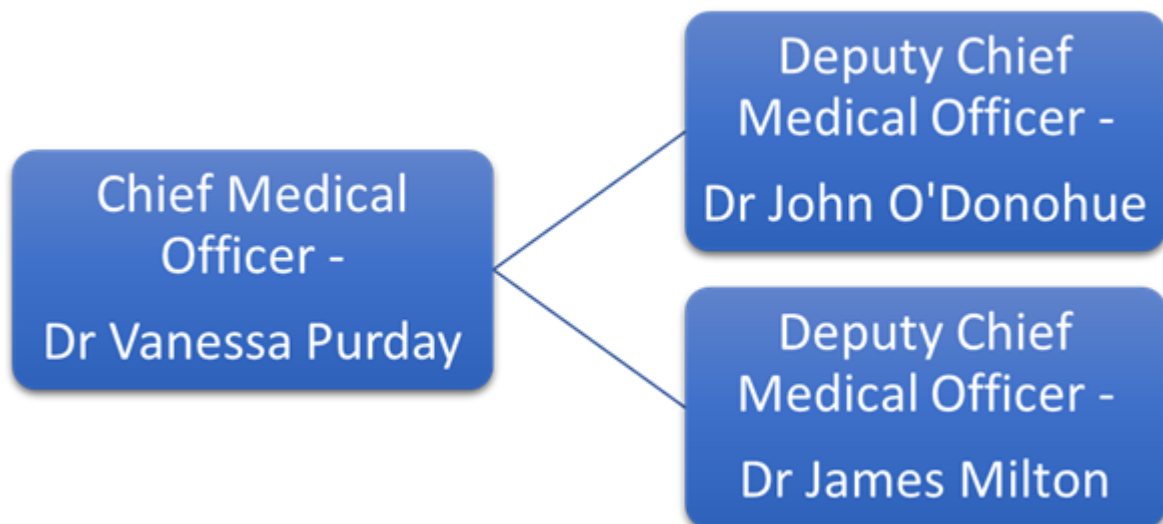 Chief Medical
Officer -
Dr Vanessa Purday
Deputy Chief
Medical Officer -
Dr John O'Donohue
Deputy Chief
Medical Officer -
Dr James Milton